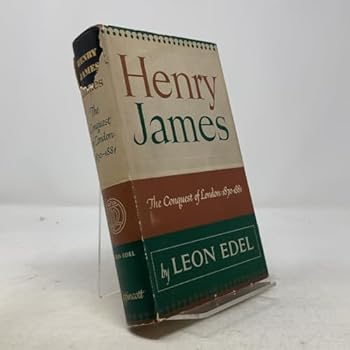 HENRY
JAMES
The
Conquest
of London
1870-1881
EDEL
Henry
James
The Conquest of London: 1870-1881
by LEON EDEL